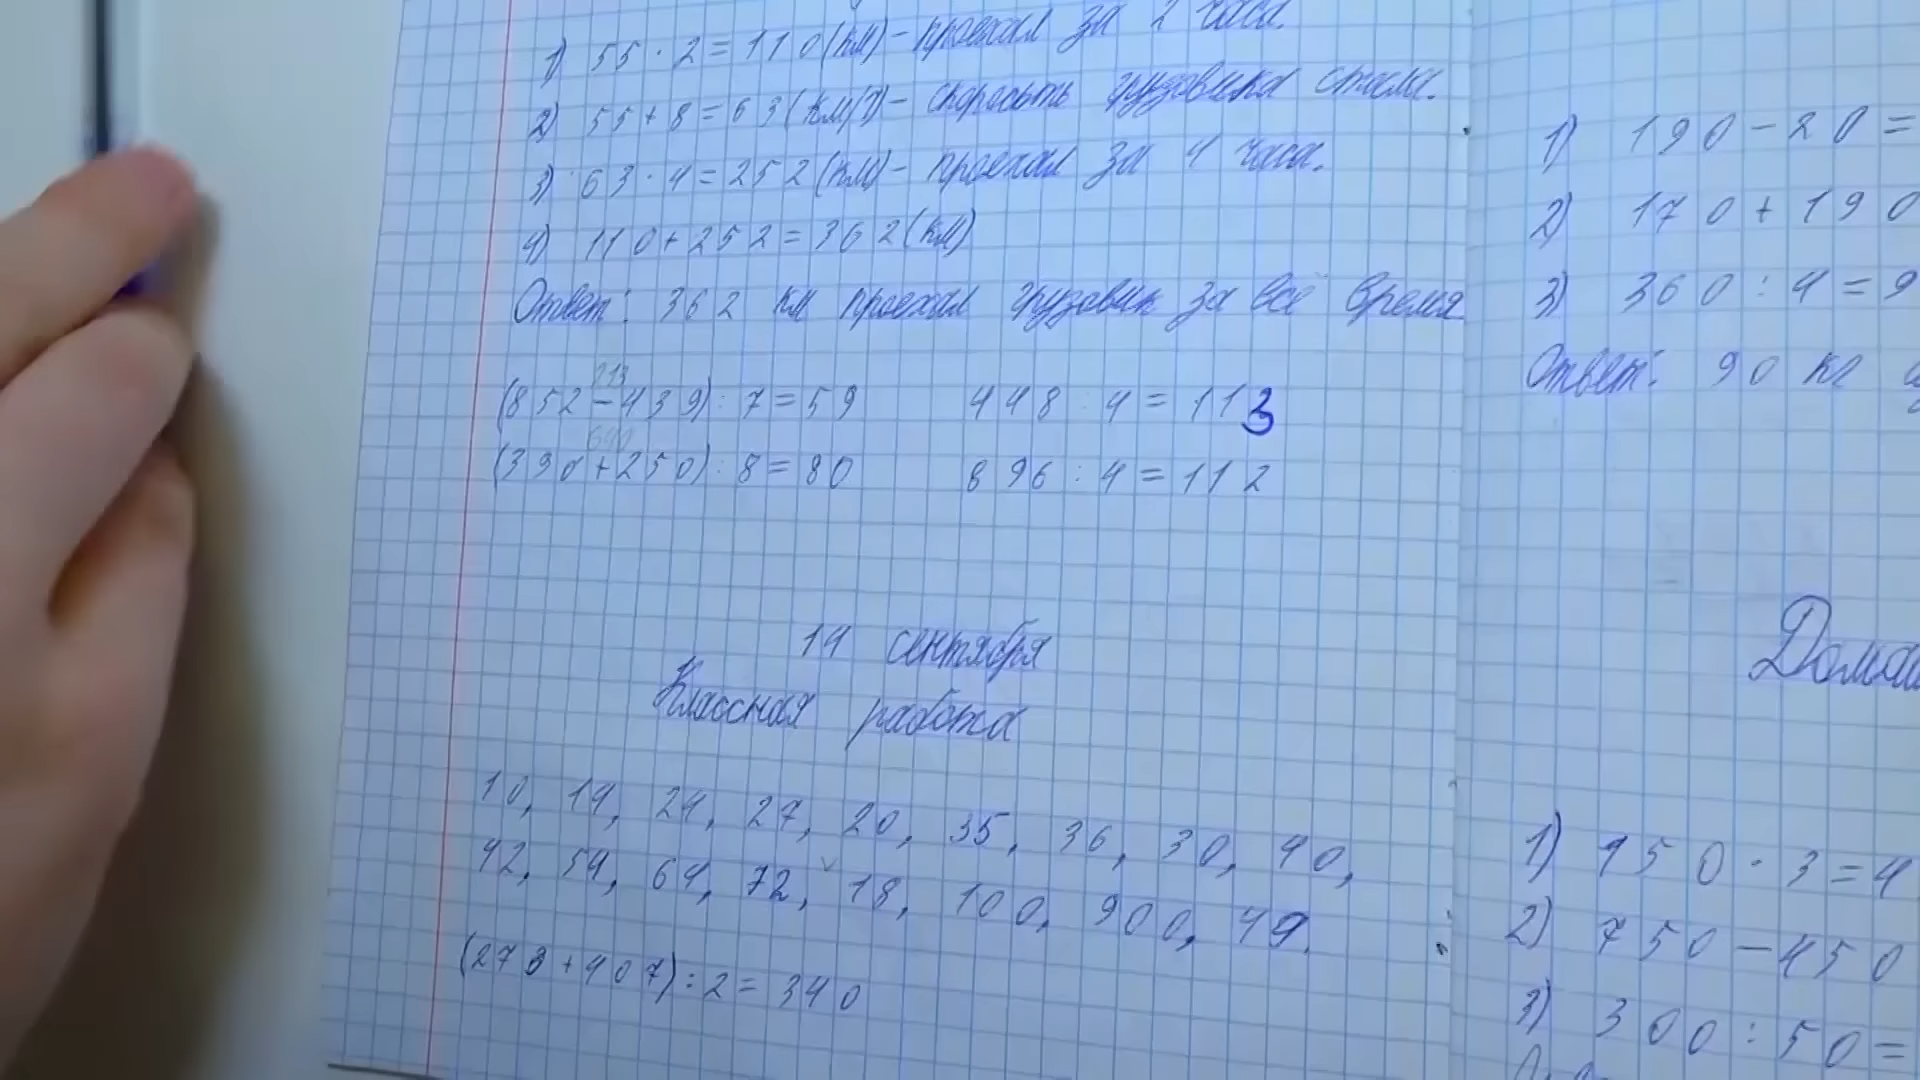 1) 55 · 2 = 110 (км) - проехал за 2 часа.
2) 55 + 8 = 63 (км/ч) - скорость грузовика стала.
3) 63 · 4 = 252 (км) - проехал за 4 часа.
4) 110 + 252 = 362 (км)
Ответ: 362 км проехал грузовик за всё время
(852 - 439) : 7 = 59 448 : 4 = 113
(390 + 250) : 8 = 80 896 : 4 = 112
640
14 сентября
Классная работа
10, 14, 24, 27, 20, 35, 36, 30, 40,
42, 54, 64, 72, 18, 100, 900, 49.
(273 + 407) : 2 = 340
1) 190 - 20 =
2) 170 + 190
3) 360 : 4 = 9
Ответ: 90 кг
Домаш
1) 150 · 3 = 4
2) 750 - 450
3) 300 : 50 =